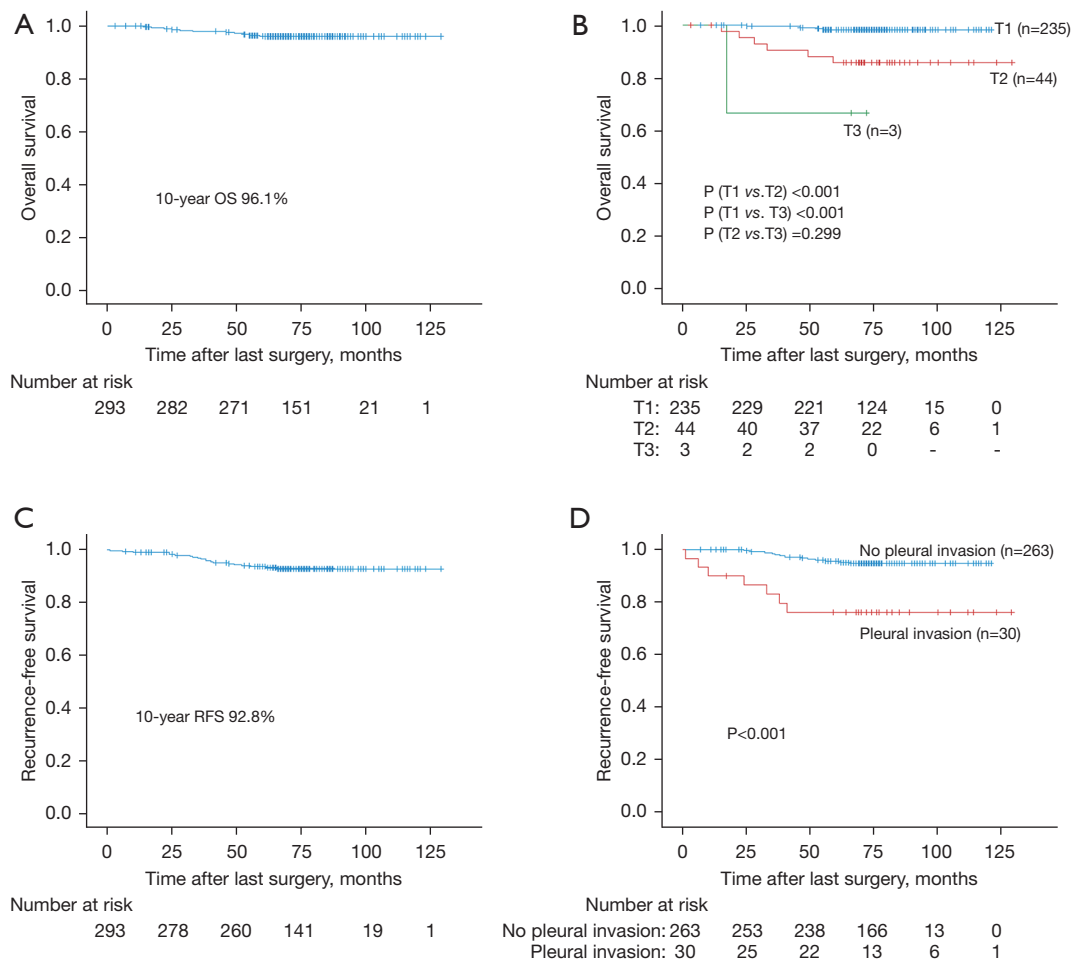 A
1.0
0.8
0.6
0.4
0.2
0.0
Overall survival
10-year OS 96.1%
0 25 50 75 100 125
Time after last surgery, months
Number at risk
293 282 271 151 21 1
B
1.0
0.8
0.6
0.4
0.2
0.0
Overall survival
T1 (n=235)
T2 (n=44)
T3 (n=3)
P (T1 vs.T2) <0.001
P (T1 vs. T3) <0.001
P (T2 vs.T3) =0.299
0 25 50 75 100 125
Time after last surgery, months
Number at risk
T1: 235 229 221 124 15 0
T2: 44 40 37 22 6 1
T3: 3 2 2 0 - -
C
1.0
0.8
0.6
0.4
0.2
0.0
Recurrence-free survival
10-year RFS 92.8%
0 25 50 75 100 125
Time after last surgery, months
Number at risk
293 278 260 141 19 1
D
1.0
0.8
0.6
0.4
0.2
0.0
Recurrence-free survival
No pleural invasion (n=263)
Pleural invasion (n=30)
P<0.001
0 25 50 75 100 125
Time after last surgery, months
Number at risk
No pleural invasion: 263 253 238 166 13 0
Pleural invasion: 30 25 22 13 6 1